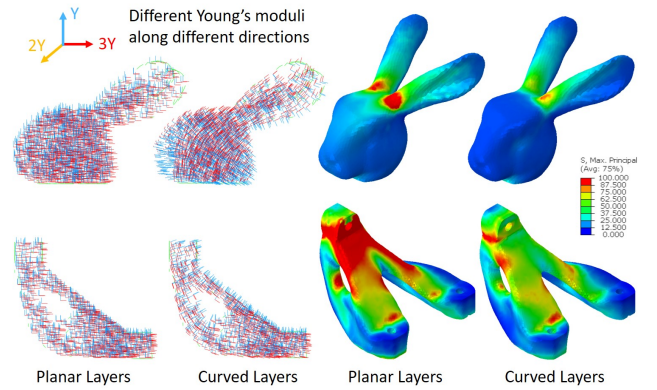 Y
2Y
3Y
Different Young's moduli
along different directions
S, Max. Principal
(Avg: 75%)
100.000
87.500
75.000
62.500
50.000
37.500
25.000
12.500
0.000
Planar Layers
Curved Layers
Planar Layers
Curved Layers